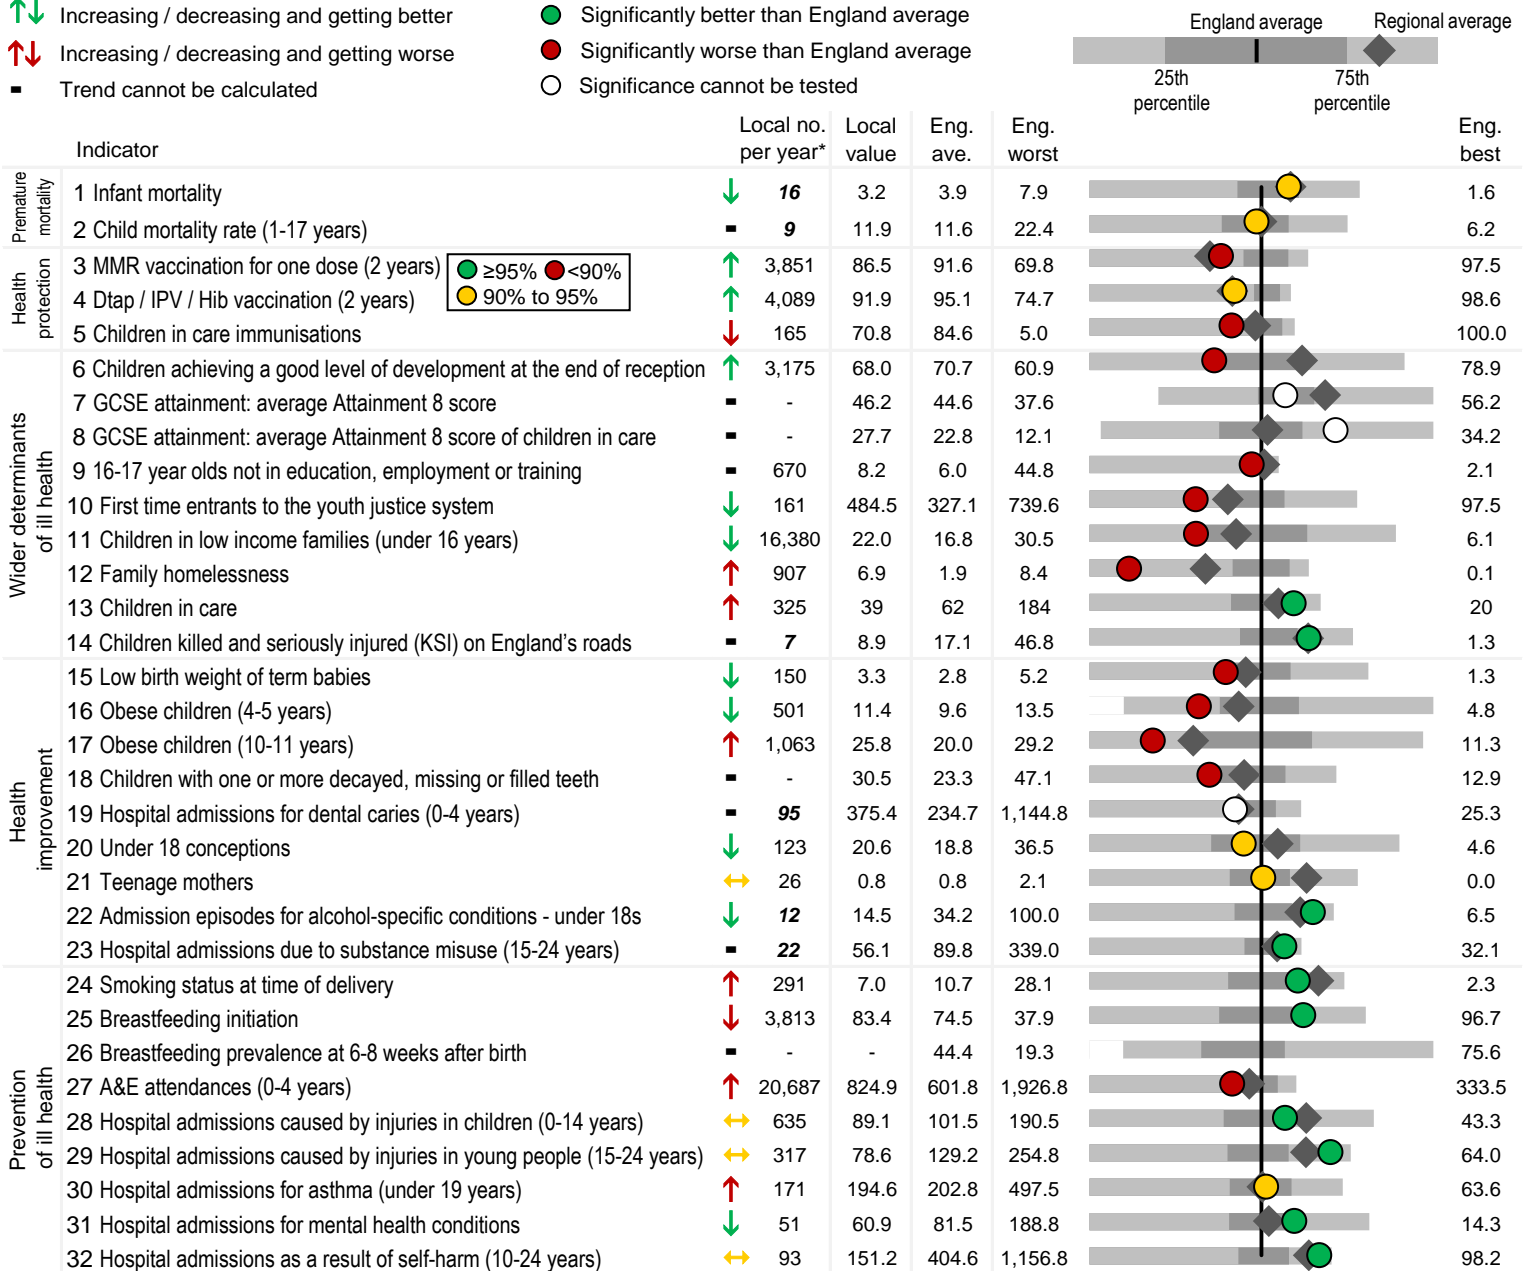 Increasing / decreasing and getting better
Significantly better than England average
England average
Regional average
Increasing / decreasing and getting worse
Significantly worse than England average
Trend cannot be calculated
Significance cannot be tested
25th percentile
75th percentile
Indicator
Local no. per year*
Local value
Eng. ave.
Eng. worst
Eng. best
Premature mortality
1 Infant mortality 16 3.2 3.9 7.9 1.6
2 Child mortality rate (1-17 years) 9 11.9 11.6 22.4 6.2
Health protection
3 MMR vaccination for one dose (2 years) 3,851 86.5 91.6 69.8 97.5
≥95% <90%
90% to 95%
4 Dtap / IPV / Hib vaccination (2 years) 4,089 91.9 95.1 74.7 98.6
5 Children in care immunisations 165 70.8 84.6 5.0 100.0
Wider determinants of ill health
6 Children achieving a good level of development at the end of reception 3,175 68.0 70.7 60.9 78.9
7 GCSE attainment: average Attainment 8 score - 46.2 44.6 37.6 56.2
8 GCSE attainment: average Attainment 8 score of children in care - 27.7 22.8 12.1 34.2
9 16-17 year olds not in education, employment or training 670 8.2 6.0 44.8 2.1
10 First time entrants to the youth justice system 161 484.5 327.1 739.6 97.5
11 Children in low income families (under 16 years) 16,380 22.0 16.8 30.5 6.1
12 Family homelessness 907 6.9 1.9 8.4 0.1
13 Children in care 325 39 62 184 20
14 Children killed and seriously injured (KSI) on England's roads 7 8.9 17.1 46.8 1.3
Health improvement
15 Low birth weight of term babies 150 3.3 2.8 5.2 1.3
16 Obese children (4-5 years) 501 11.4 9.6 13.5 4.8
17 Obese children (10-11 years) 1,063 25.8 20.0 29.2 11.3
18 Children with one or more decayed, missing or filled teeth - 30.5 23.3 47.1 12.9
19 Hospital admissions for dental caries (0-4 years) 95 375.4 234.7 1,144.8 25.3
20 Under 18 conceptions 123 20.6 18.8 36.5 4.6
21 Teenage mothers 26 0.8 0.8 2.1 0.0
22 Admission episodes for alcohol-specific conditions - under 18s 12 14.5 34.2 100.0 6.5
23 Hospital admissions due to substance misuse (15-24 years) 22 56.1 89.8 339.0 32.1
Prevention of ill health
24 Smoking status at time of delivery 291 7.0 10.7 28.1 2.3
25 Breastfeeding initiation 3,813 83.4 74.5 37.9 96.7
26 Breastfeeding prevalence at 6-8 weeks after birth - - 44.4 19.3 75.6
27 A&E attendances (0-4 years) 20,687 824.9 601.8 1,926.8 333.5
28 Hospital admissions caused by injuries in children (0-14 years) 635 89.1 101.5 190.5 43.3
29 Hospital admissions caused by injuries in young people (15-24 years) 317 78.6 129.2 254.8 64.0
30 Hospital admissions for asthma (under 19 years) 171 194.6 202.8 497.5 63.6
31 Hospital admissions for mental health conditions 51 60.9 81.5 188.8 14.3
32 Hospital admissions as a result of self-harm (10-24 years) 93 151.2 404.6 1,156.8 98.2